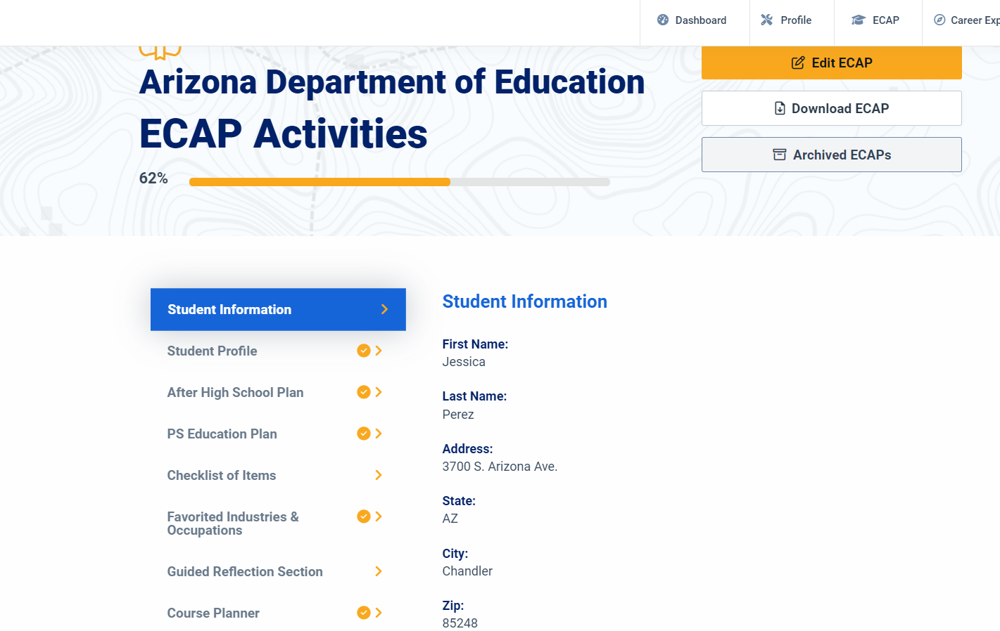 Dashboard
Profile
ECAP
Career Exp
Arizona Department of Education
ECAP Activities
62%
Edit ECAP
Download ECAP
Archived ECAPs
Student Information
Student Profile
After High School Plan
PS Education Plan
Checklist of Items
Favorited Industries &
Occupations
Guided Reflection Section
Course Planner
Student Information
First Name:
Jessica
Last Name:
Perez
Address:
3700 S. Arizona Ave.
State:
AZ
City:
Chandler
Zip:
85248